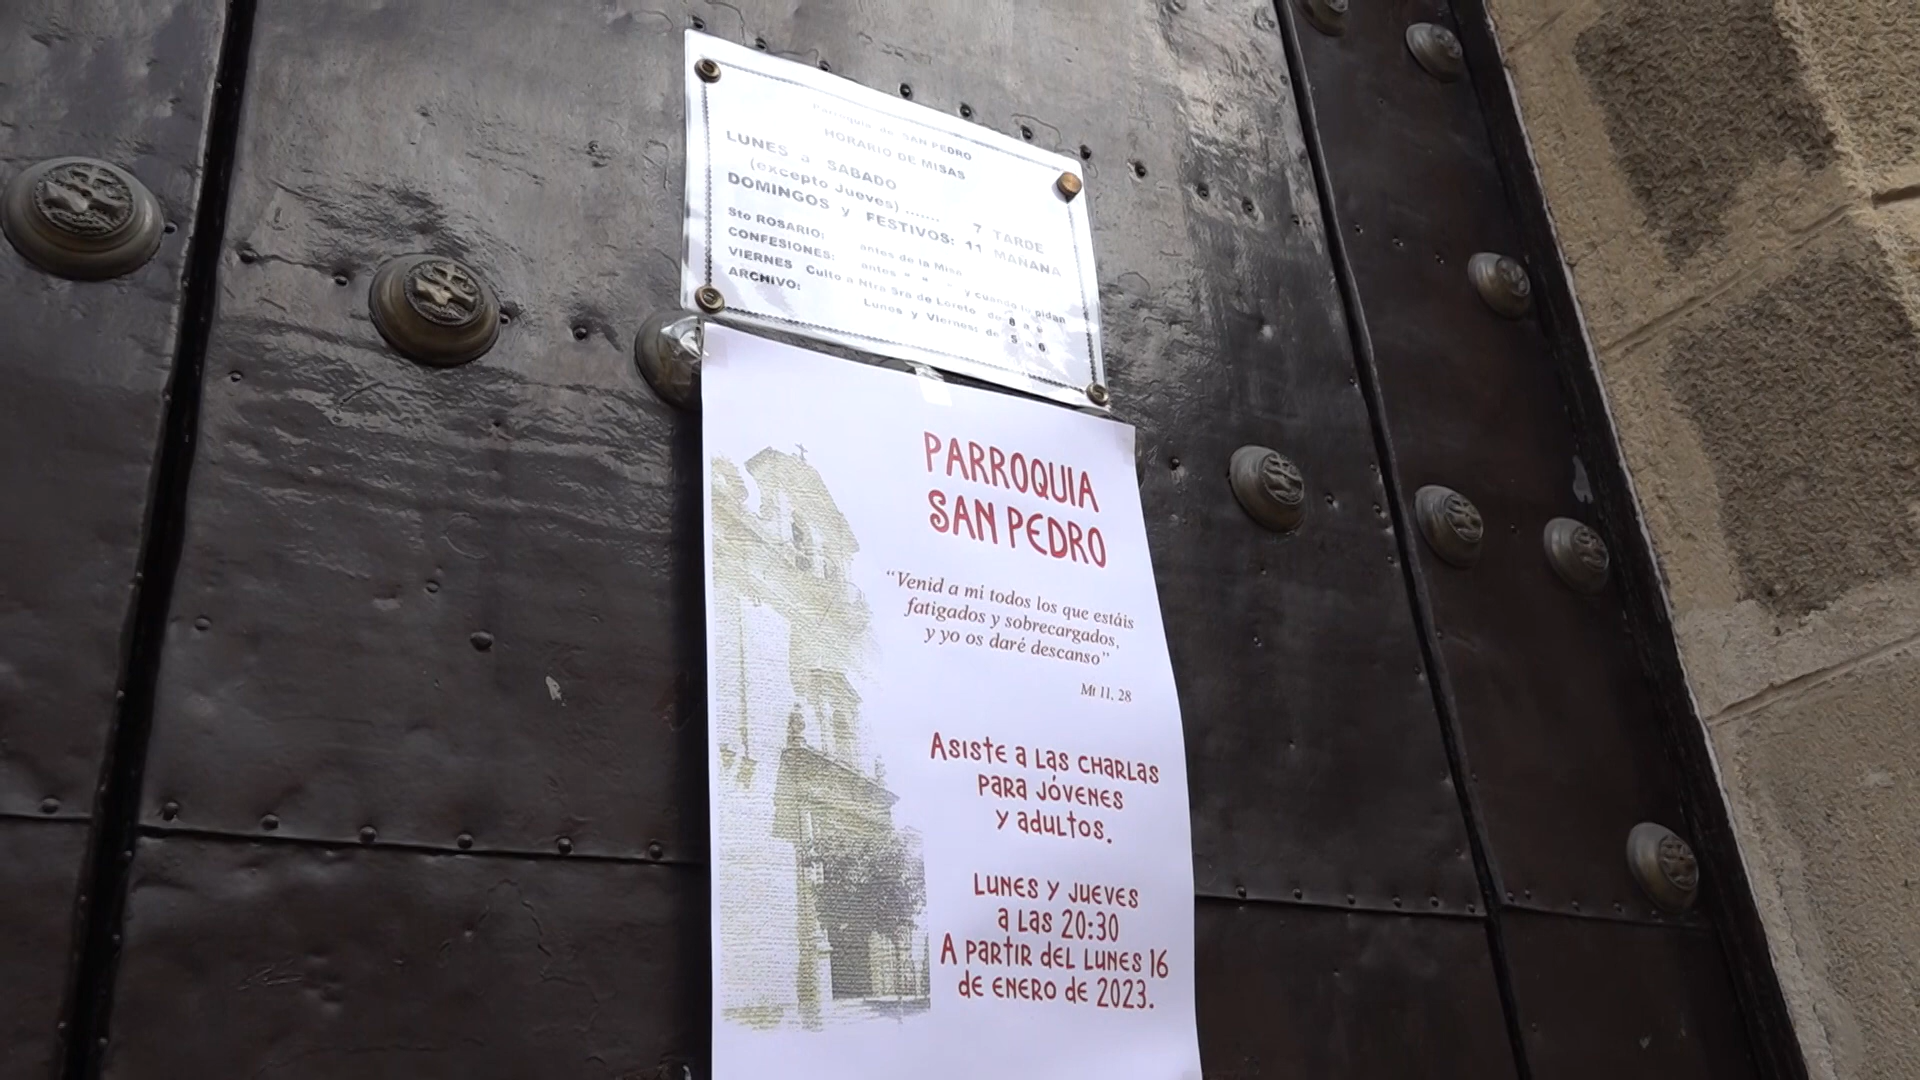 Parroquia de SAN PEDRO
HORARIO DE MISAS
LUNES a SABADO
(excepto Jueves) ....... 7 TARDE
DOMINGOS y FESTIVOS: 11 MAÑANA
Sto ROSARIO: antes de la Misa
CONFESIONES: antes " " y cuando lo pidan
VIERNES Culto a Ntra Sra de Loreto de 8 a 9
ARCHIVO: Lunes y Viernes: de 5 a 6
PARROQUIA
SAN PEDRO
“Venid a mi todos los que estáis
fatigados y sobrecargados,
y yo os daré descanso”
Mt 11, 28
Asiste a las charlas
para jóvenes
y adultos.
Lunes y jueves
a las 20:30
A partir del lunes 16
de enero de 2023.